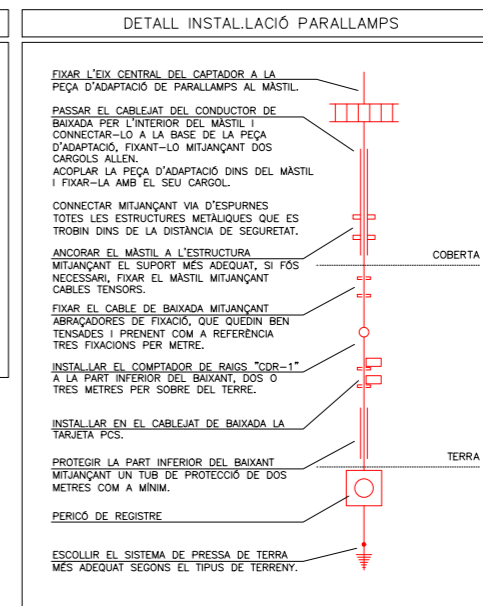 DETALL INSTAL.LACIÓ PARALLAMPS
FIXAR L'EIX CENTRAL DEL CAPTADOR A LA
PEÇA D'ADAPTACIÓ DE PARALLAMPS AL MÀSTIL.
PASSAR EL CABLEJAT DEL CONDUCTOR DE
BAIXADA PER L'INTERIOR DEL MÀSTIL I
CONNECTAR-LO A LA BASE DE LA PEÇA
D'ADAPTACIÓ, FIXANT-LO MITJANÇANT DOS
CARGOLS ALLEN.
ACOPLAR LA PEÇA D'ADAPTACIÓ DINS DEL MÀSTIL
I FIXAR-LA AMB EL SEU CARGOL.
CONNECTAR MITJANÇANT VIA D'ESPURNES
TOTES LES ESTRUCTURES METÀLIQUES QUE ES
TROBIN DINS DE LA DISTÀNCIA DE SEGURETAT.
ANCORAR EL MÀSTIL A L'ESTRUCTURA
MITJANÇANT EL SUPORT MÉS ADEQUAT, SI FÓS
NECESSARI, FIXAR EL MÀSTIL MITJANÇANT
CABLES TENSORS.
COBERTA
FIXAR EL CABLE DE BAIXADA MITJANÇANT
ABRAÇADORES DE FIXACIÓ, QUE QUEDIN BEN
TENSADES I PRENENT COM A REFERÈNCIA
TRES FIXACIONS PER METRE.
INSTAL.LAR EL COMPTADOR DE RAIGS "CDR-1"
A LA PART INFERIOR DEL BAIXANT, DOS O
TRES METRES PER SOBRE DEL TERRE.
INSTAL.LAR EN EL CABLEJAT DE BAIXADA LA
TARJETA PCS.
PROTEGIR LA PART INFERIOR DEL BAIXANT
MITJANÇANT UN TUB DE PROTECCIÓ DE DOS
METRES COM A MÍNIM.
TERRA
PERICÓ DE REGISTRE
ESCOLLIR EL SISTEMA DE PRESSA DE TERRA
MÉS ADEQUAT SEGONS EL TIPUS DE TERRENY.